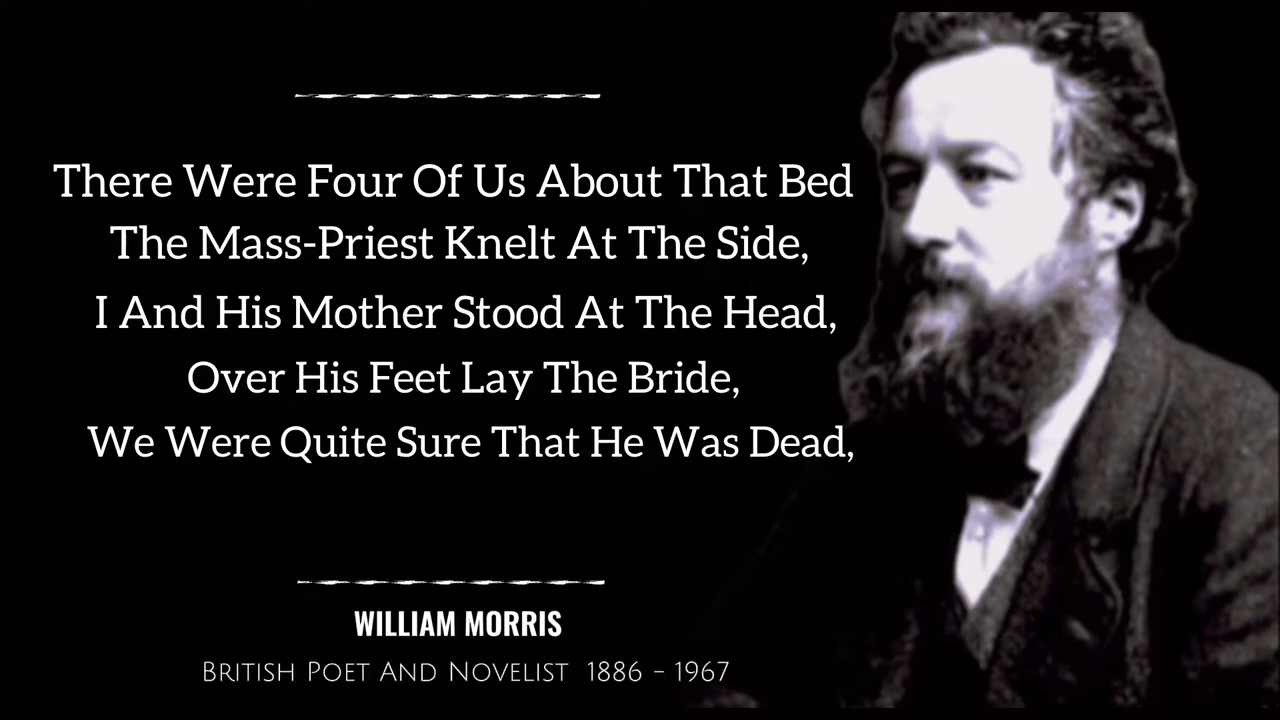 There Were Four Of Us About That Bed
The Mass-Priest Knelt At The Side,
I And His Mother Stood At The Head,
Over His Feet Lay The Bride,
We Were Quite Sure That He Was Dead,
WILLIAM MORRIS
British Poet And Novelist 1886 - 1967